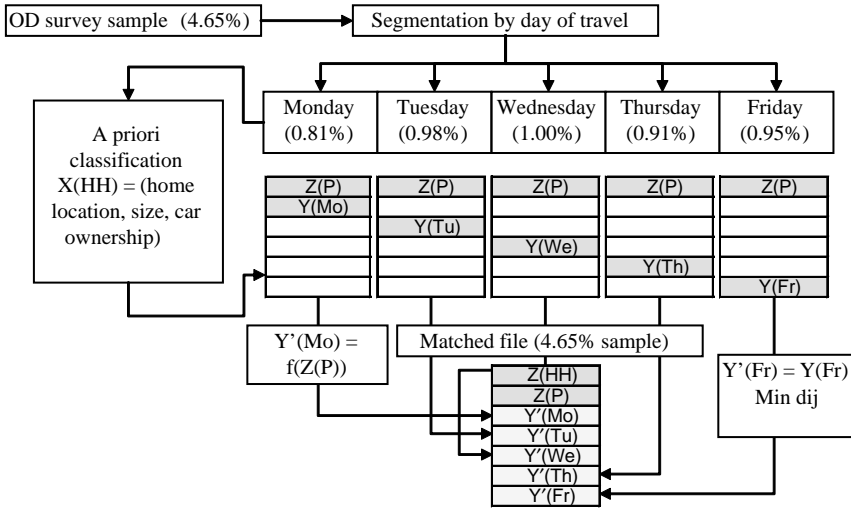 OD survey sample (4.65%)
Segmentation by day of travel
Monday
(0.81%)
Tuesday
(0.98%)
Wednesday
(1.00%)
Thursday
(0.91%)
Friday
(0.95%)
A priori
classification
X(HH) = (home
location, size, car
ownership)
Z(P)
Z(P)
Z(P)
Z(P)
Z(P)
Y(Mo)
Y(Tu)
Y(We)
Y(Th)
Y(Fr)
Y’(Mo) =
f(Z(P))
Matched file (4.65% sample)
Z(HH)
Z(P)
Y′(Mo)
Y′(Tu)
Y′(We)
Y′(Th)
Y′(Fr)
Y’(Fr) = Y(Fr)
Min dij